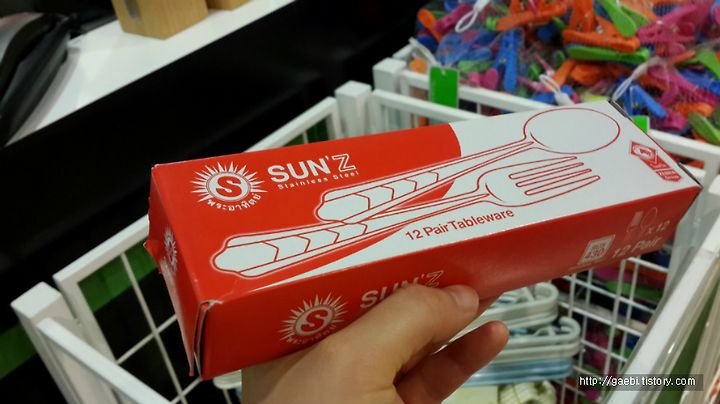 SUN'Z
Stainless Steel
S
พระอาทิตย์
12 Pair Tableware
SUN'Z
S
x 12
12 Pair
http://gaebi.tistory.com